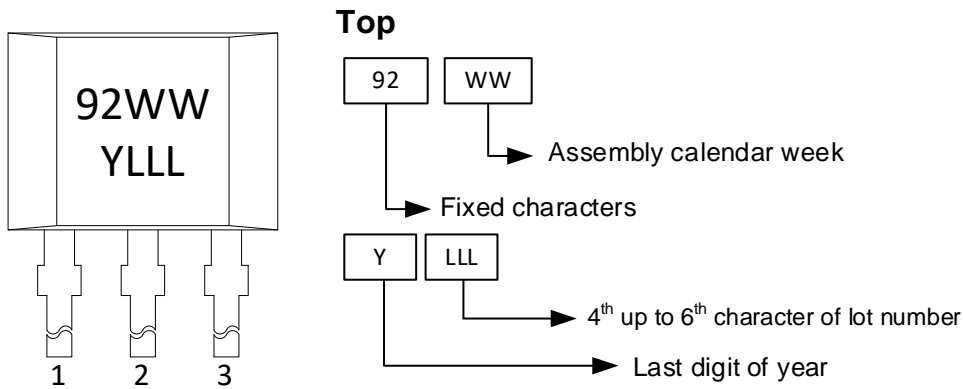 92WW
YLLL
1 2 3
Top
92 WW
Assembly calendar week
Fixed characters
Y LLL
4th up to 6th character of lot number
Last digit of year